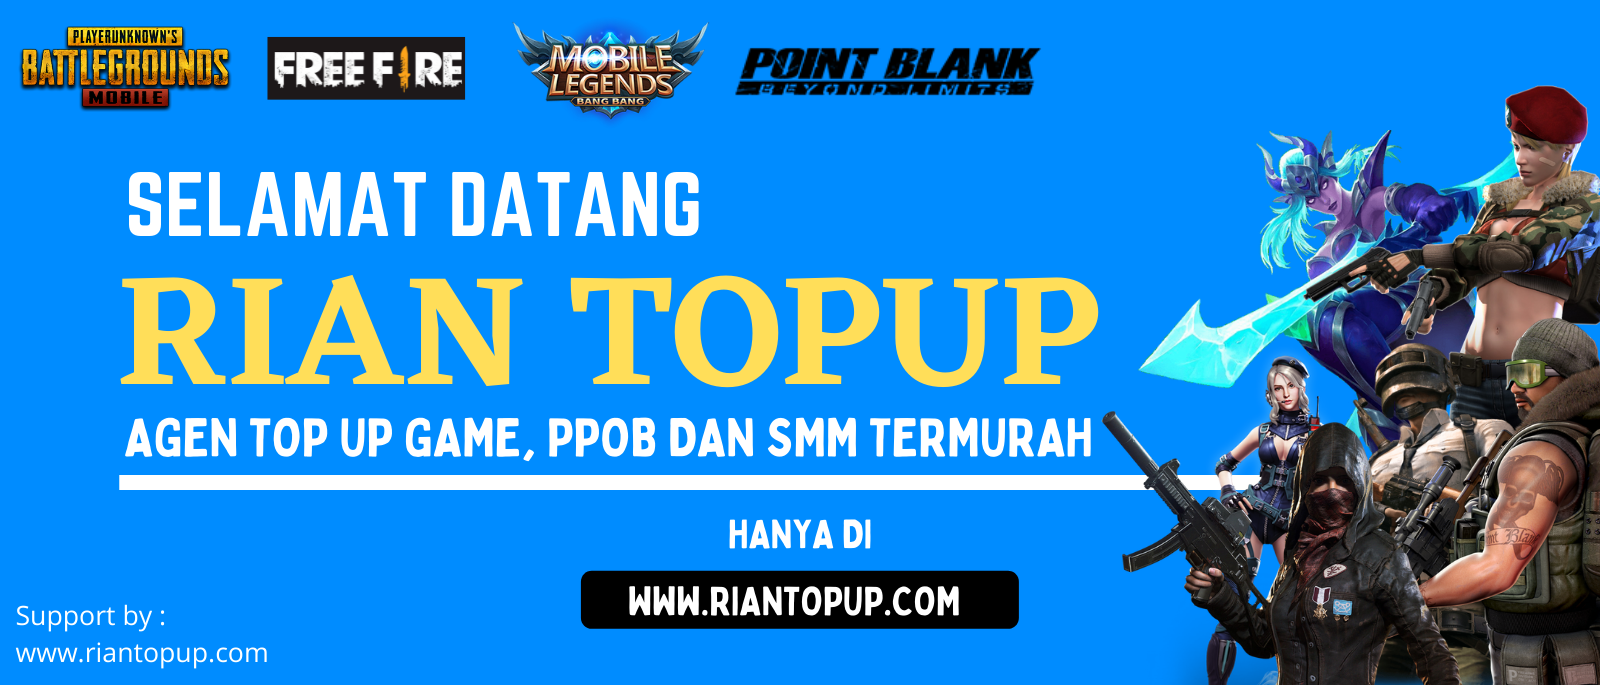 PLAYERUNKNOWN'S
BATTLEGROUNDS
MOBILE
FREE FIRE
MOBILE
LEGENDS
BANG BANG
POINT BLANK
BEYOND LIMITS
SELAMAT DATANG
RIAN TOPUP
AGEN TOP UP GAME, PPOB DAN SMM TERMURAH
HANYA DI
WWW.RIANTOPUP.COM
Support by :
www.riantopup.com